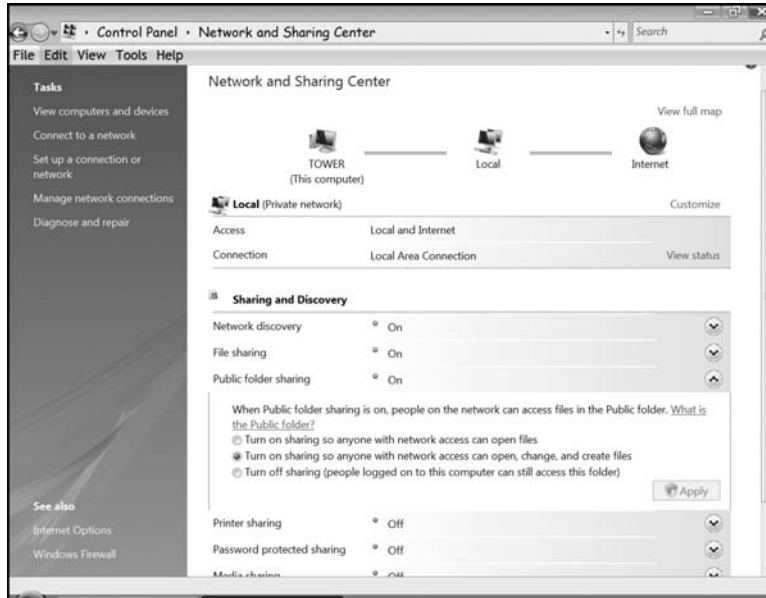 Control Panel › Network and Sharing Center
Search
File Edit View Tools Help
Tasks
View computers and devices
Connect to a network
Set up a connection or
network
Manage network connections
Diagnose and repair
See also
Internet Options
Windows Firewall
Network and Sharing Center
View full map
TOWER
(This computer)
Local
Internet
Local (Private network)
Customize
Access Local and Internet
Connection Local Area Connection View status
Sharing and Discovery
Network discovery On
File sharing On
Public folder sharing On
When Public folder sharing is on, people on the network can access files in the Public folder. What is
the Public folder?
Turn on sharing so anyone with network access can open files
Turn on sharing so anyone with network access can open, change, and create files
Turn off sharing (people logged on to this computer can still access this folder)
Apply
Printer sharing Off
Password protected sharing Off
Media sharing Off